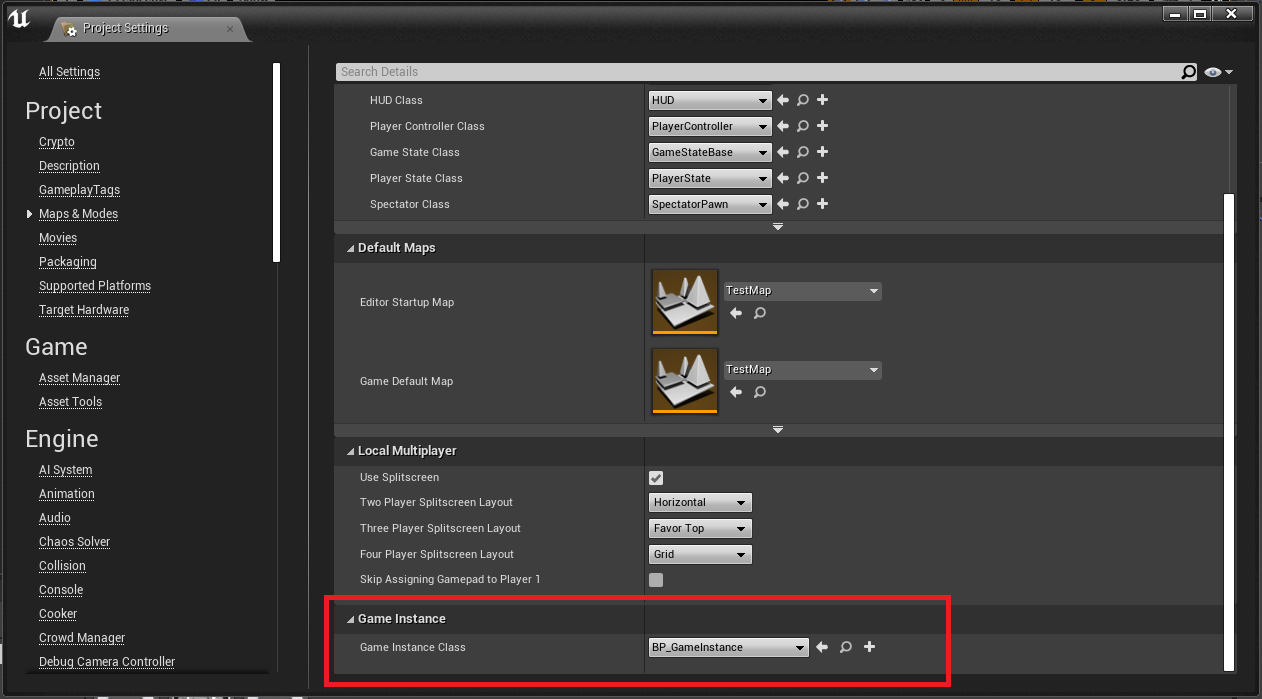 Project Settings
All Settings
Project
Crypto
Description
GameplayTags
Maps & Modes
Movies
Packaging
Supported Platforms
Target Hardware
Game
Asset Manager
Asset Tools
Engine
AI System
Animation
Audio
Chaos Solver
Collision
Console
Cooker
Crowd Manager
Debug Camera Controller
Search Details
HUD Class HUD
Player Controller Class PlayerController
Game State Class GameStateBase
Player State Class PlayerState
Spectator Class SpectatorPawn
Default Maps
Editor Startup Map TestMap
Game Default Map TestMap
Local Multiplayer
Use Splitscreen
Two Player Splitscreen Layout Horizontal
Three Player Splitscreen Layout Favor Top
Four Player Splitscreen Layout Grid
Skip Assigning Gamepad to Player 1
Game Instance
Game Instance Class BP_GameInstance